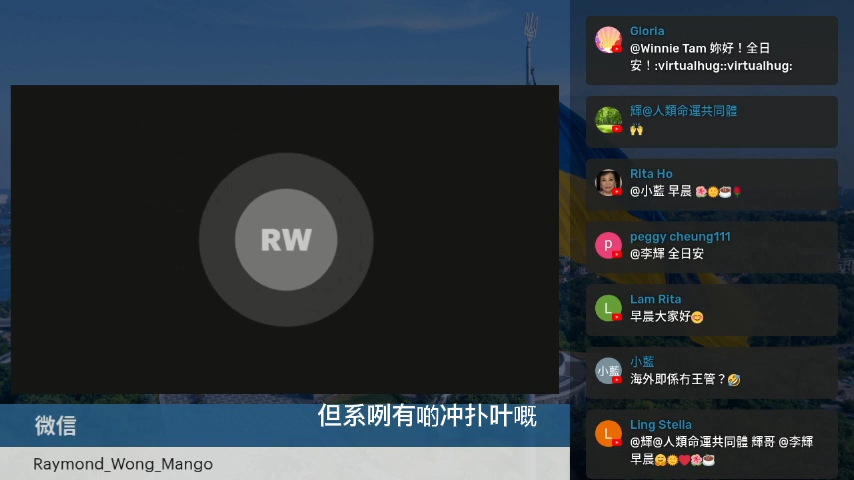 RW
但系咧有啲冲扑叶嘅
微信
Raymond_Wong_Mango
Gloria
@Winnie Tam 妳好！全日
安！:virtualhug::virtualhug:
輝@人類命運共同體
🙌
Rita Ho
@小藍 早晨 🌺🌞☕🌹
p
peggy cheung111
@李輝 全日安
L
Lam Rita
早晨大家好😊
小藍
小藍
海外即係冇王管？🤣
L
Ling Stella
@輝@人類命運共同體 輝哥 @李輝
早晨🤗🌞❤️🌺☕